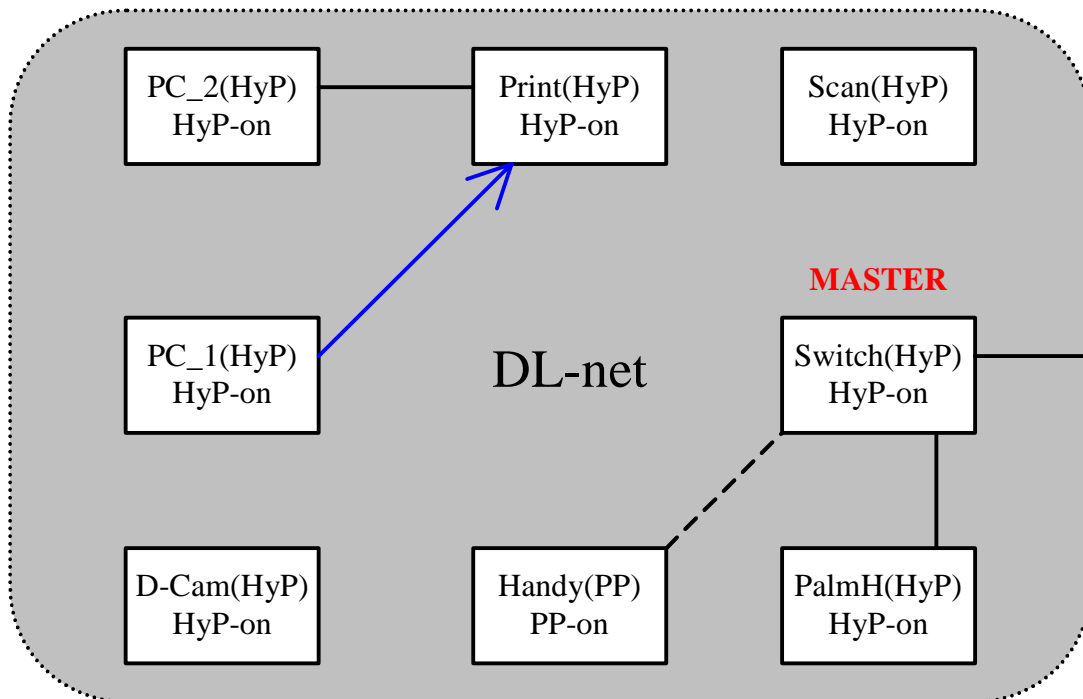 PC_2(HyP)
HyP-on
Print(HyP)
HyP-on
Scan(HyP)
HyP-on
MASTER
PC_1(HyP)
HyP-on
DL-net
Switch(HyP)
HyP-on
D-Cam(HyP)
HyP-on
Handy(PP)
PP-on
PalmH(HyP)
HyP-on